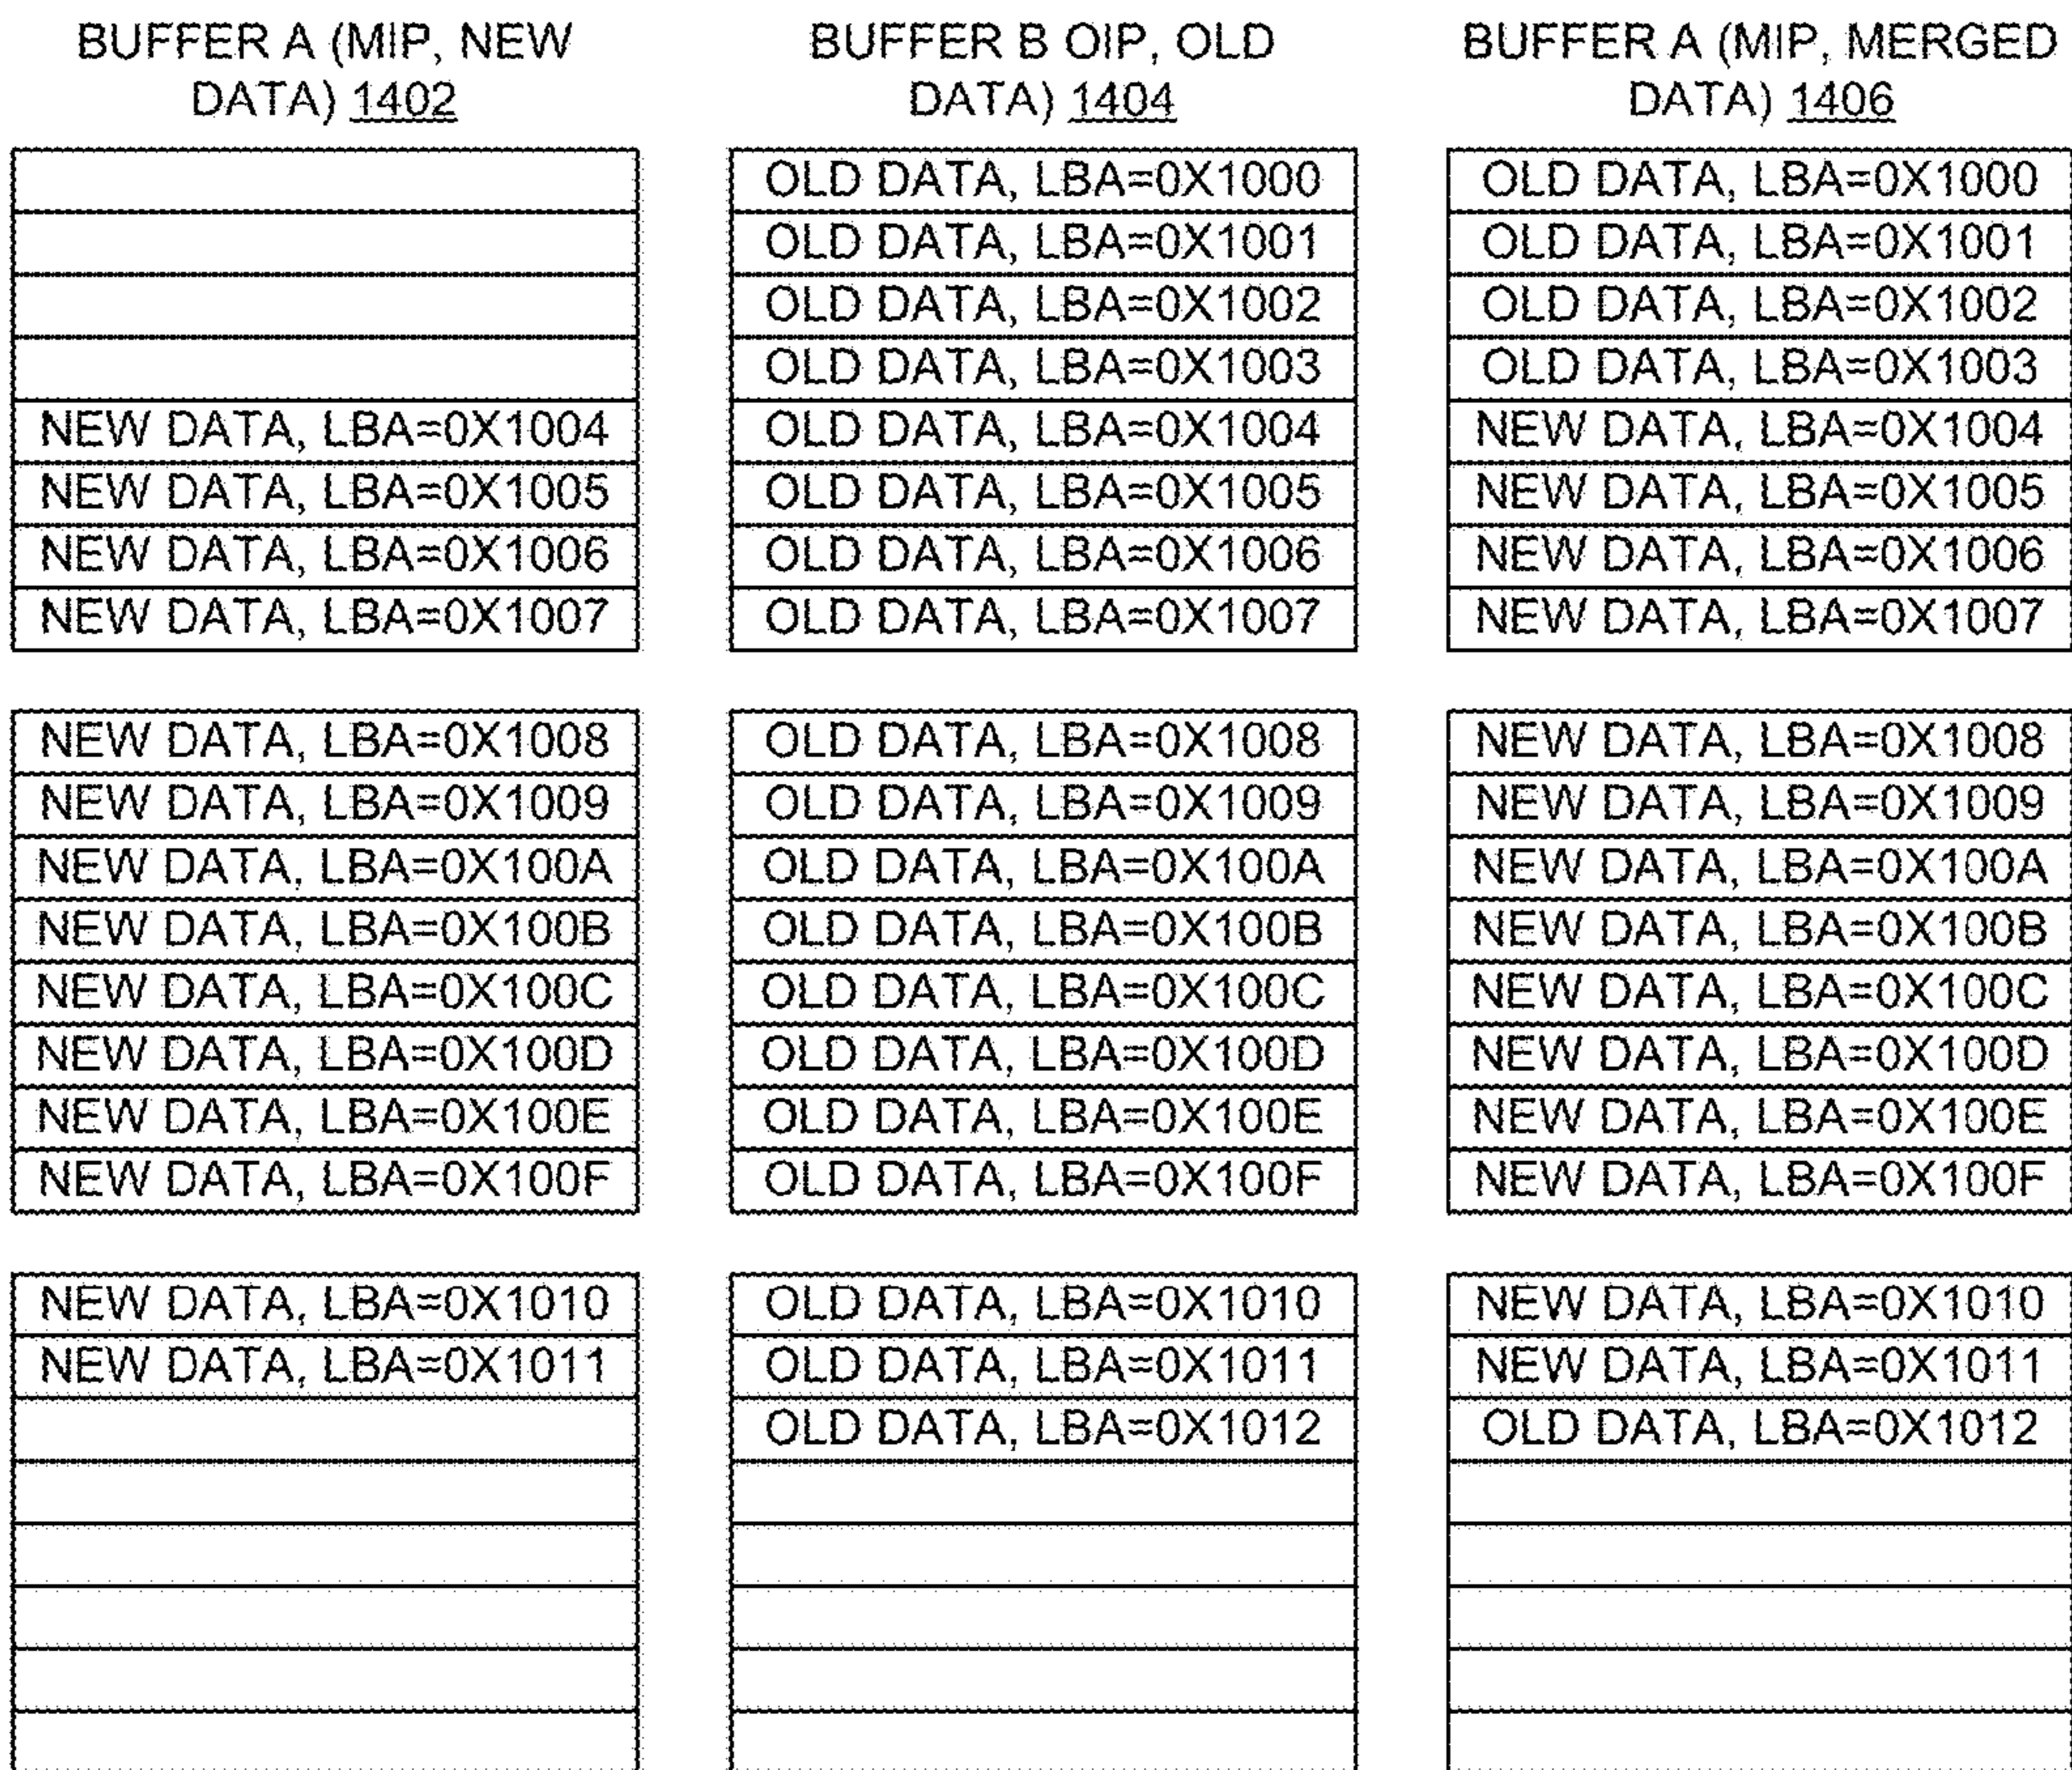 BUFFER A (MIP, NEW
DATA) 1402
BUFFER B OIP, OLD
DATA) 1404
BUFFER A (MIP, MERGED
DATA) 1406
NEW DATA, LBA=0X1004
NEW DATA, LBA=0X1005
NEW DATA, LBA=0X1006
NEW DATA, LBA=0X1007
NEW DATA, LBA=0X1008
NEW DATA, LBA=0X1009
NEW DATA, LBA=0X100A
NEW DATA, LBA=0X100B
NEW DATA, LBA=0X100C
NEW DATA, LBA=0X100D
NEW DATA, LBA=0X100E
NEW DATA, LBA=0X100F
NEW DATA, LBA=0X1010
NEW DATA, LBA=0X1011
OLD DATA, LBA=0X1000
OLD DATA, LBA=0X1001
OLD DATA, LBA=0X1002
OLD DATA, LBA=0X1003
OLD DATA, LBA=0X1004
OLD DATA, LBA=0X1005
OLD DATA, LBA=0X1006
OLD DATA, LBA=0X1007
OLD DATA, LBA=0X1008
OLD DATA, LBA=0X1009
OLD DATA, LBA=0X100A
OLD DATA, LBA=0X100B
OLD DATA, LBA=0X100C
OLD DATA, LBA=0X100D
OLD DATA, LBA=0X100E
OLD DATA, LBA=0X100F
OLD DATA, LBA=0X1010
OLD DATA, LBA=0X1011
OLD DATA, LBA=0X1012
OLD DATA, LBA=0X1000
OLD DATA, LBA=0X1001
OLD DATA, LBA=0X1002
OLD DATA, LBA=0X1003
NEW DATA, LBA=0X1004
NEW DATA, LBA=0X1005
NEW DATA, LBA=0X1006
NEW DATA, LBA=0X1007
NEW DATA, LBA=0X1008
NEW DATA, LBA=0X1009
NEW DATA, LBA=0X100A
NEW DATA, LBA=0X100B
NEW DATA, LBA=0X100C
NEW DATA, LBA=0X100D
NEW DATA, LBA=0X100E
NEW DATA, LBA=0X100F
NEW DATA, LBA=0X1010
NEW DATA, LBA=0X1011
OLD DATA, LBA=0X1012